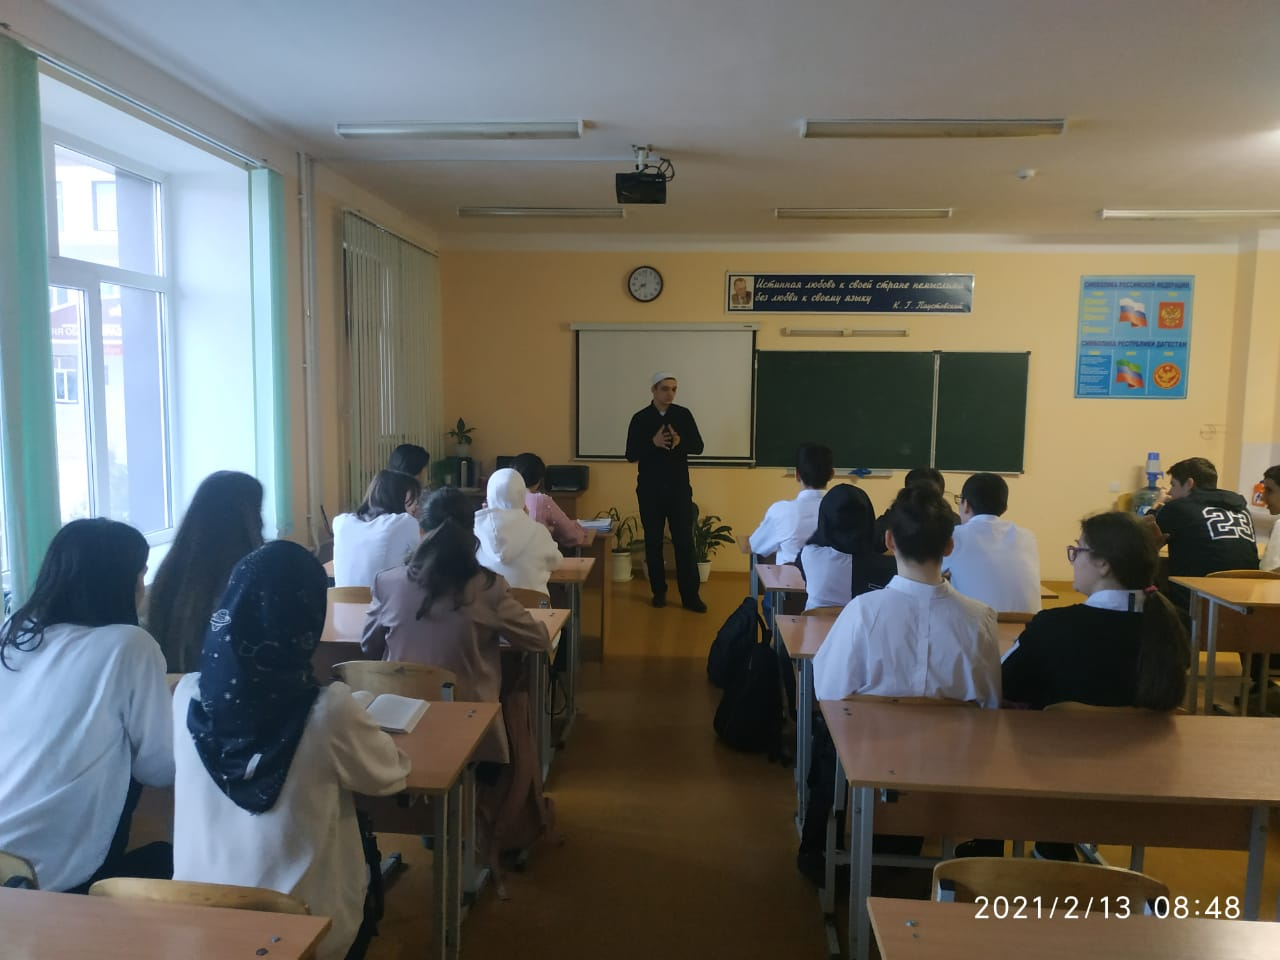 Истинная любовь к своей стране немыслима
без любви к своему языку
К. Г. Паустовский
СИМВОЛИКА РОССИЙСКОЙ ФЕДЕРАЦИИ
СИМВОЛИКА РЕСПУБЛИКИ ДАГЕСТАН
23
2021/2/13 08:48